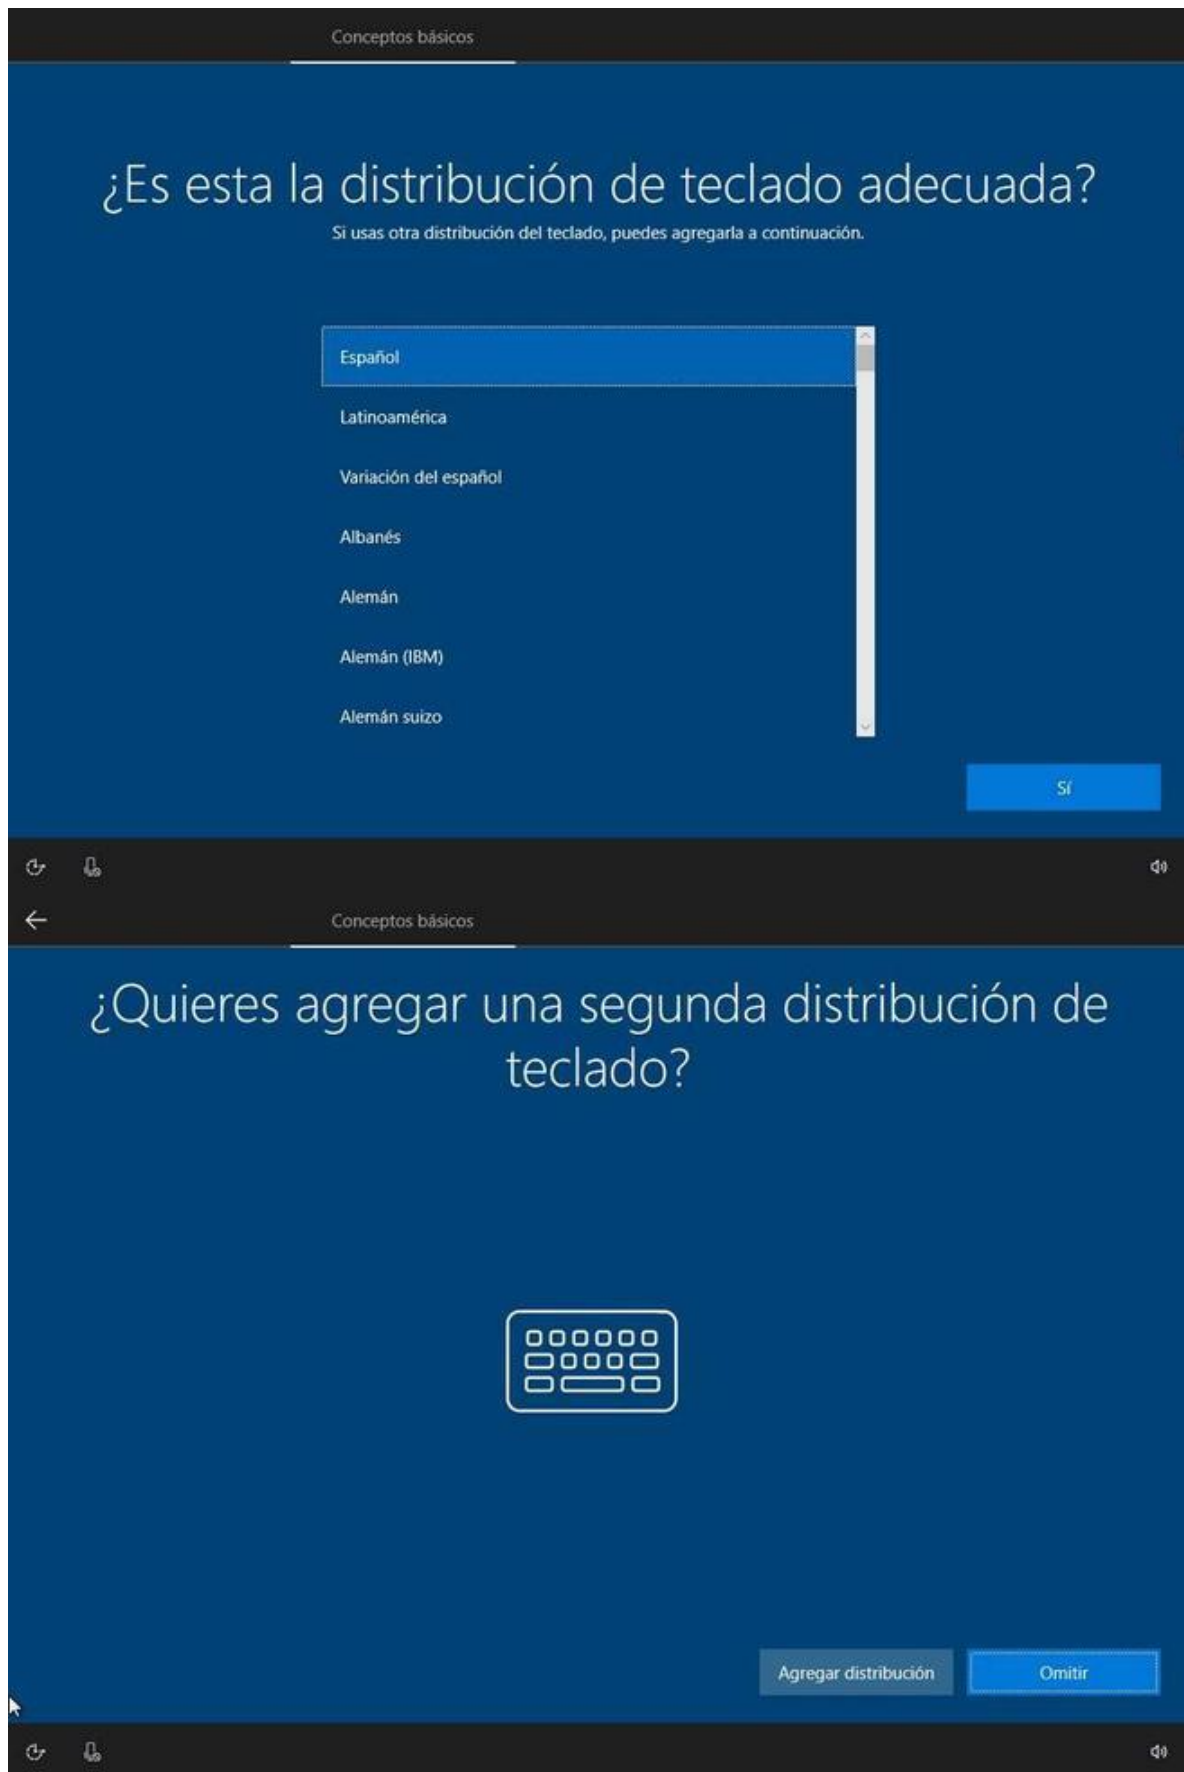 Conceptos básicos
¿Es esta la distribución de teclado adecuada?
Si usas otra distribución del teclado, puedes agregarla a continuación.
Español
Latinoamérica
Variación del español
Albanés
Alemán
Alemán (IBM)
Alemán suizo
Sí
Conceptos básicos
¿Quieres agregar una segunda distribución de
teclado?
Agregar distribución
Omitir